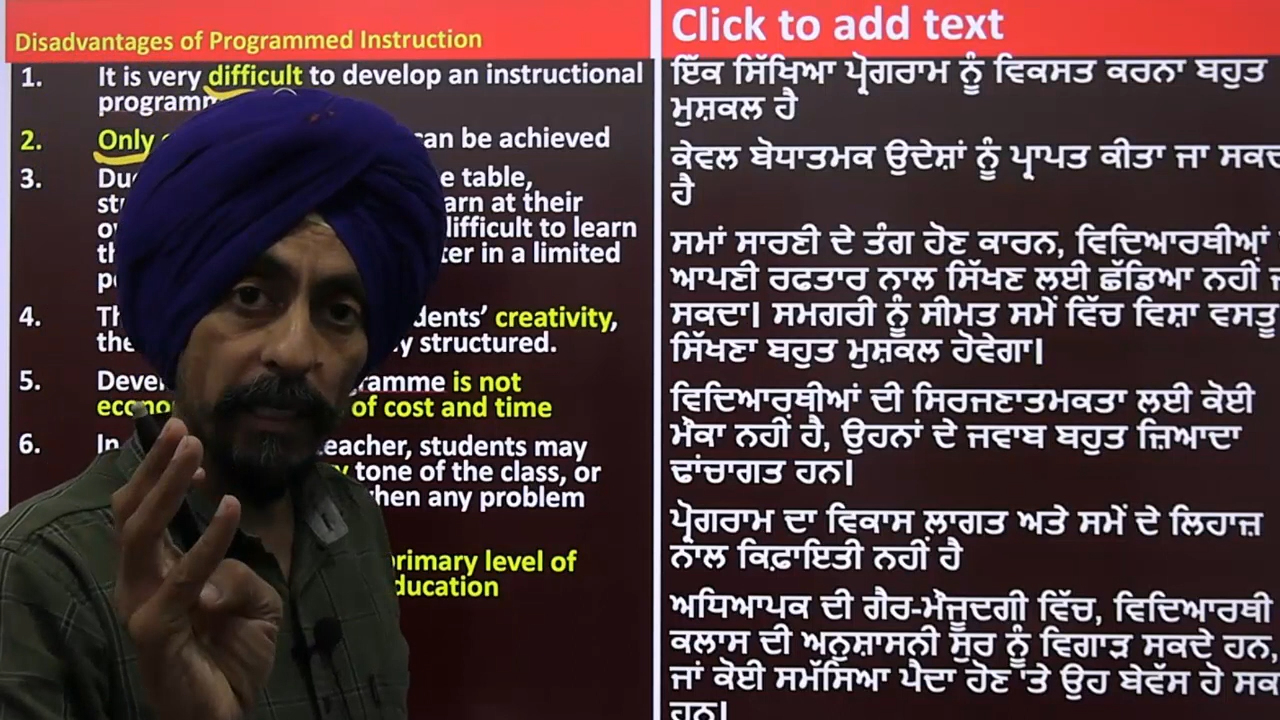 Disadvantages of Programmed Instruction
1. It is very difficult to develop an instructional
programm
2. Only can be achieved
3. Du e table,
arn at their
difficult to learn
th ter in a limited
4. Th dents’ creativity,
the y structured.
5. Devel gramme is not
econo of cost and time
6. In teacher, students may
y tone of the class, or
when any problem
primary level of
ducation
Click to add text
ਇੱਕ ਸਿੱਖਿਆ ਪ੍ਰੋਗਰਾਮ ਨੂੰ ਵਿਕਸਤ ਕਰਨਾ ਬਹੁਤ
ਮੁਸ਼ਕਲ ਹੈ
ਕੇਵਲ ਬੋਧਾਤਮਕ ਉਦੇਸ਼ਾਂ ਨੂੰ ਪ੍ਰਾਪਤ ਕੀਤਾ ਜਾ ਸਕਦ
ਹੈ
ਸਮਾਂ ਸਾਰਣੀ ਦੇ ਤੰਗ ਹੋਣ ਕਾਰਨ, ਵਿਦਿਆਰਥੀਆਂ
ਆਪਣੀ ਰਫਤਾਰ ਨਾਲ ਸਿੱਖਣ ਲਈ ਛੱਡਿਆ ਨਹੀਂ ਜ
ਸਕਦਾ। ਸਮਗਰੀ ਨੂੰ ਸੀਮਤ ਸਮੇਂ ਵਿੱਚ ਵਿਸ਼ਾ ਵਸਤੂ
ਸਿੱਖਣਾ ਬਹੁਤ ਮੁਸ਼ਕਲ ਹੋਵੇਗਾ।
ਵਿਦਿਆਰਥੀਆਂ ਦੀ ਸਿਰਜਣਾਤਮਕਤਾ ਲਈ ਕੋਈ
ਮੌਕਾ ਨਹੀਂ ਹੈ, ਉਹਨਾਂ ਦੇ ਜਵਾਬ ਬਹੁਤ ਜ਼ਿਆਦਾ
ਢਾਂਚਾਗਤ ਹਨ।
ਪ੍ਰੋਗਰਾਮ ਦਾ ਵਿਕਾਸ ਲਾਗਤ ਅਤੇ ਸਮੇਂ ਦੇ ਲਿਹਾਜ਼
ਨਾਲ ਕਿਫ਼ਾਇਤੀ ਨਹੀਂ ਹੈ
ਅਧਿਆਪਕ ਦੀ ਗੈਰ-ਮੌਜੂਦਗੀ ਵਿੱਚ, ਵਿਦਿਆਰਥੀ
ਕਲਾਸ ਦੀ ਅਨੁਸ਼ਾਸਨੀ ਸੁਰ ਨੂੰ ਵਿਗਾੜ ਸਕਦੇ ਹਨ,
ਜਾਂ ਕੋਈ ਸਮੱਸਿਆ ਪੈਦਾ ਹੋਣ 'ਤੇ ਉਹ ਬੇਵੱਸ ਹੋ ਸਕ
ਹਨ।